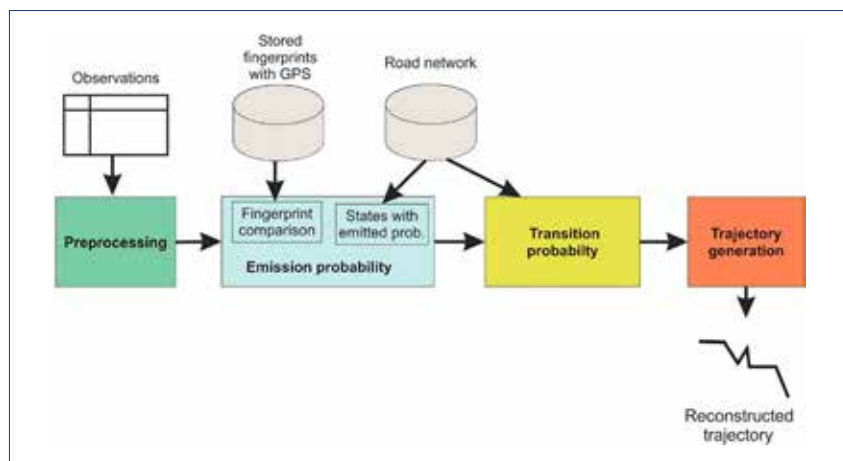 Observations
Stored
fingerprints
with GPS
Road network
Preprocessing
Fingerprint
comparison
States with
emitted prob.
Emission probability
Transition
probabilty
Trajectory
generation
Reconstructed
trajectory